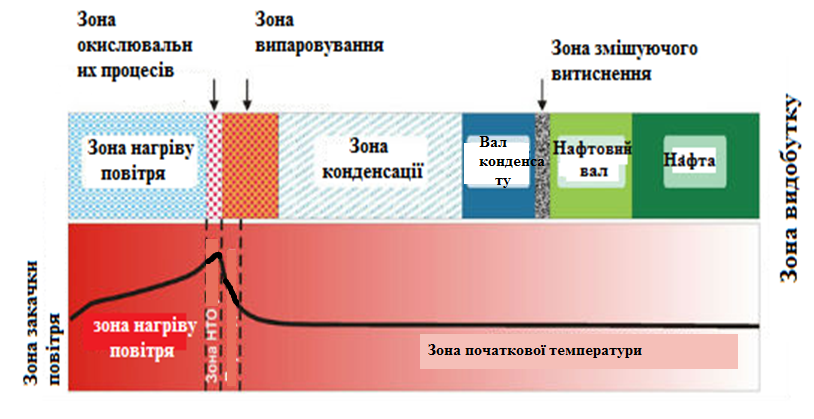 Зона
окислювальн
их процесів
Зона
випаровування
Зона змішуючого
витиснення
Зона нагріву
повітря
Зона
конденсації
Вал
конденса
ту
Нафтовий
вал
Нафта
Зона видобутку
Зона закачки
повітря
зона нагріву
повітря
Зона НТО
Зона початкової температури